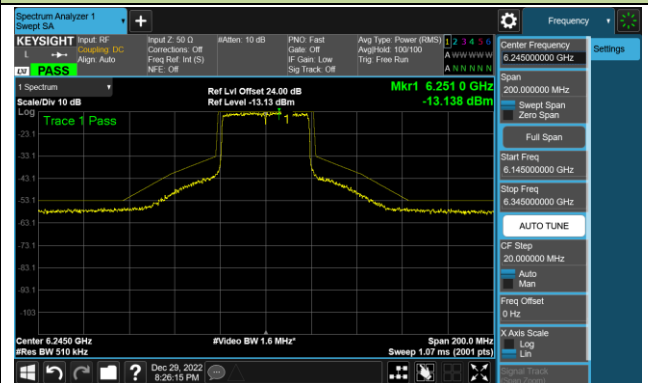 Spectrum Analyzer 1
Swept SA
Frequency
KEYSIGHT
Input: RF
Coupling: DC
Align: Auto
Input Z: 50 Ω
Corrections: Off
Freq Ref: Int (S)
NFE: Off
#Atten: 10 dB
PNO: Fast
Gate: Off
IF Gain: Low
Sig Track: Off
Avg Type: Power (RMS)
Avg|Hold: 100/100
Trig: Free Run
1 2 3 4 5 6
A W W W W W
A N N N N N
L
LXI
PASS
1 Spectrum
Scale/Div 10 dB
Ref Lvl Offset 24.00 dB
Ref Level -13.13 dBm
Mkr1 6.251 0 GHz
-13.138 dBm
Log
Trace 1 Pass
1
-23.1
-33.1
-43.1
-53.1
-63.1
-73.1
-83.1
-93.1
-103
Center 6.2450 GHz
#Res BW 510 kHz
#Video BW 1.6 MHz*
Span 200.0 MHz
Sweep 1.07 ms (2001 pts)
Dec 29, 2022
8:26:15 PM
Center Frequency
6.245000000 GHz
Settings
Span
200.000000 MHz
Swept Span
Zero Span
Full Span
Start Freq
6.145000000 GHz
Stop Freq
6.345000000 GHz
AUTO TUNE
CF Step
20.000000 MHz
Auto
Man
Freq Offset
0 Hz
X Axis Scale
Log
Lin
Signal Track
(Span Zoom)